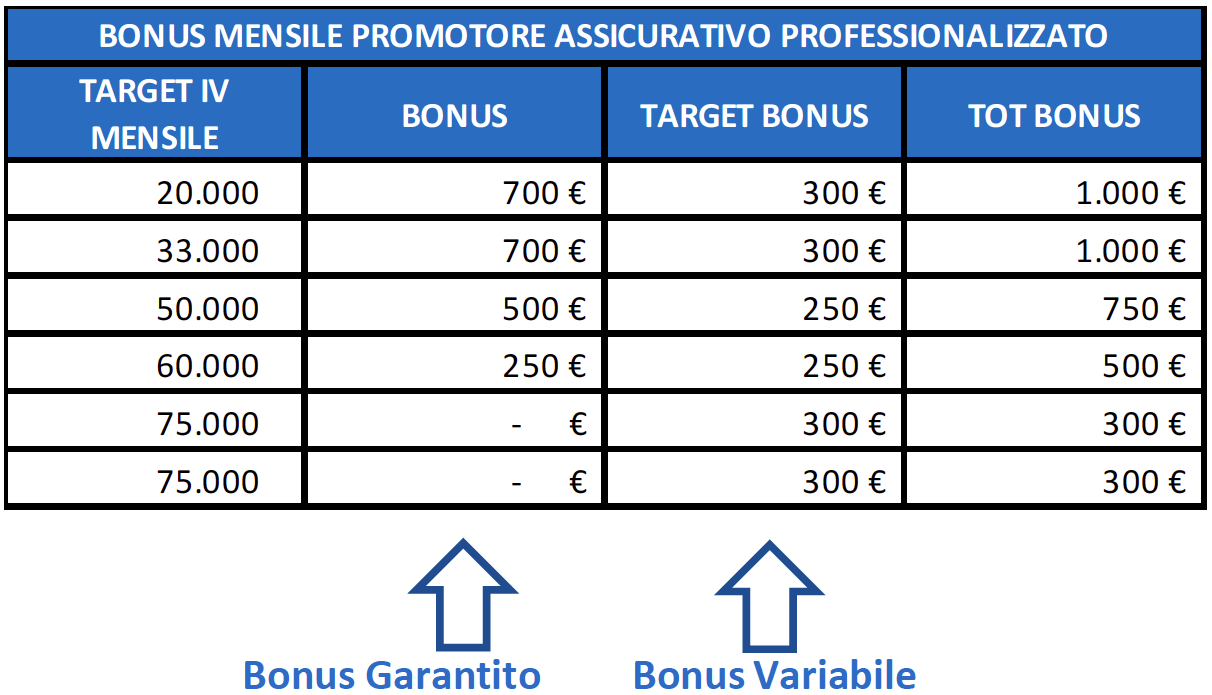 BONUS MENSILE PROMOTORE ASSICURATIVO PROFESSIONALIZZATO
TARGET IV MENSILE BONUS TARGET BONUS TOT BONUS
20.000 700 € 300 € 1.000 €
33.000 700 € 300 € 1.000 €
50.000 500 € 250 € 750 €
60.000 250 € 250 € 500 €
75.000 - € 300 € 300 €
75.000 - € 300 € 300 €
Bonus Garantito Bonus Variabile